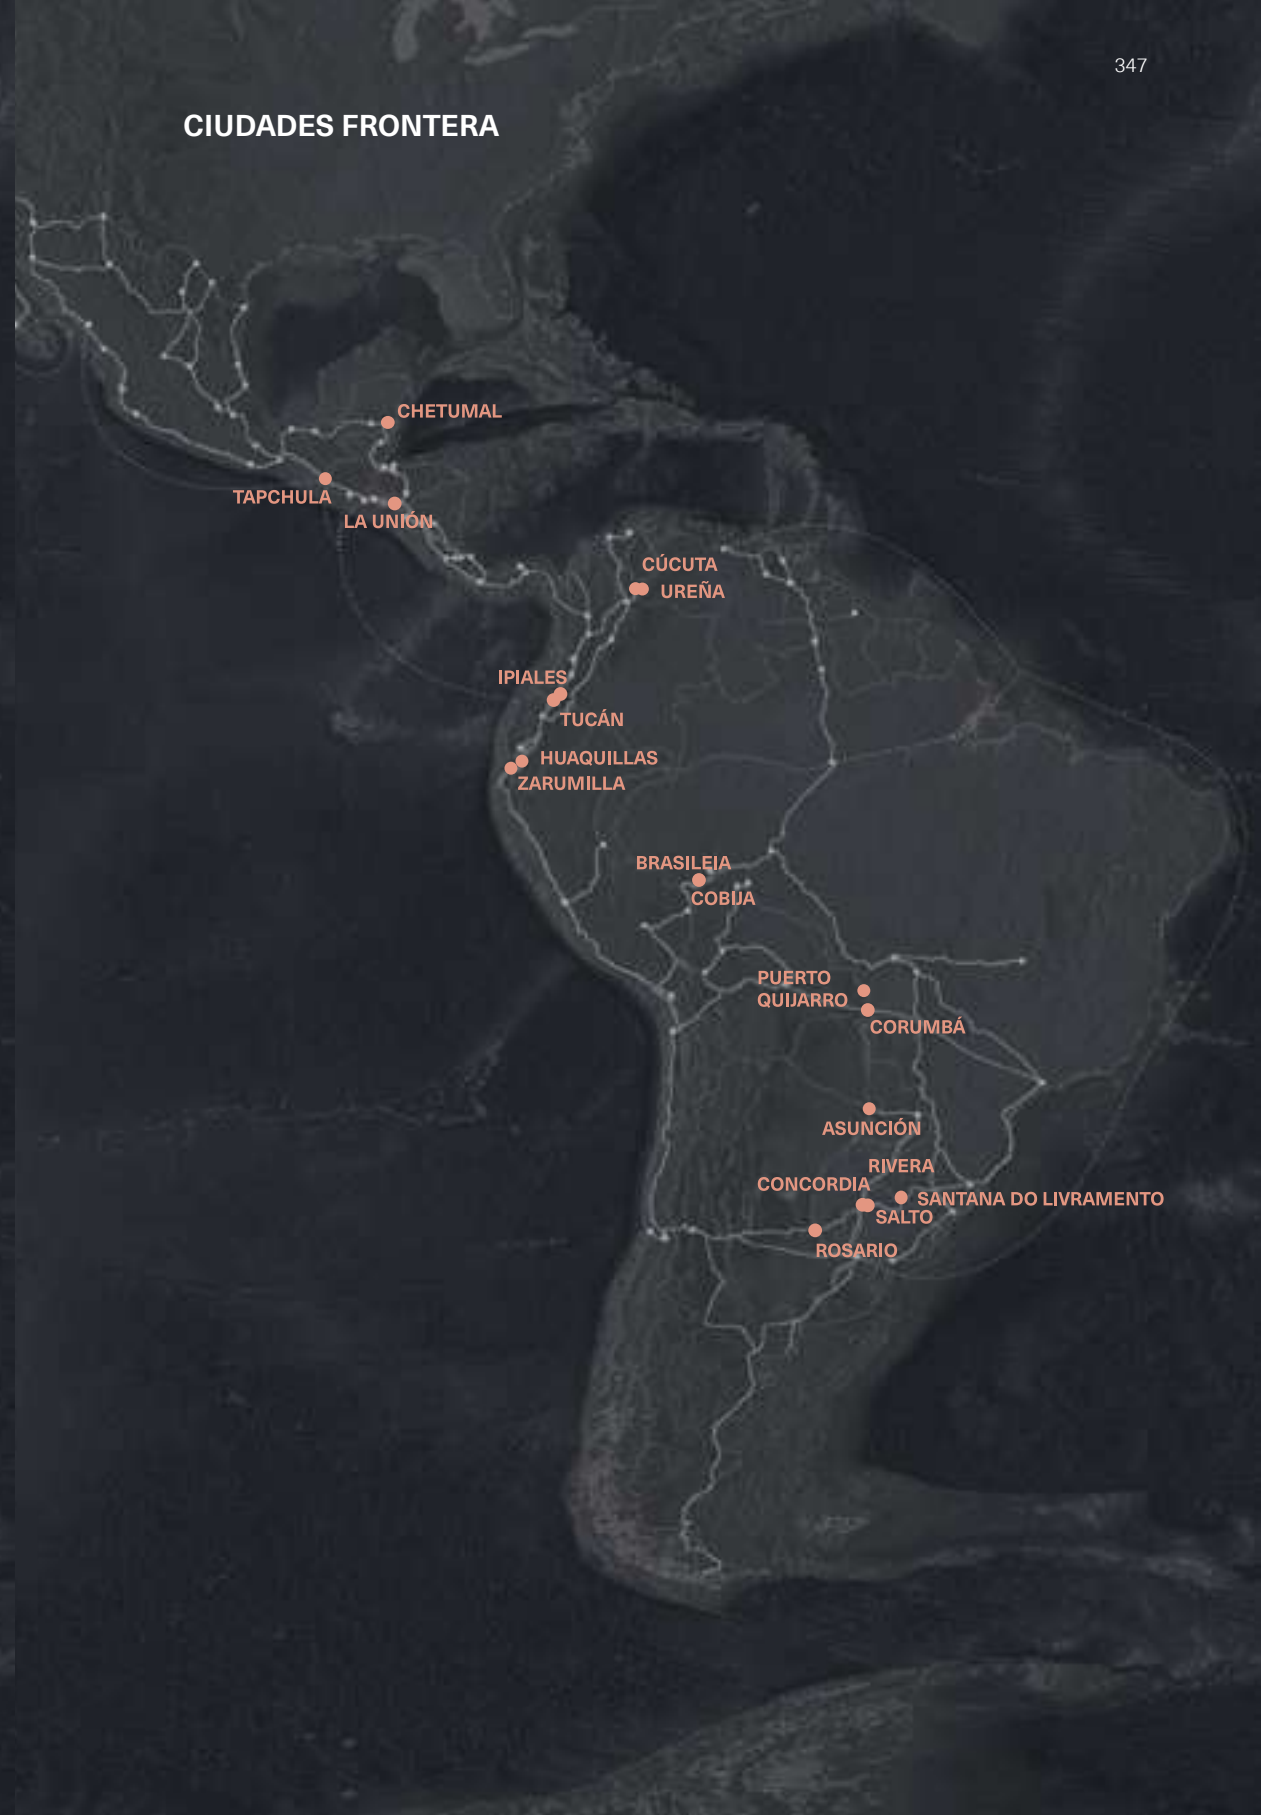 347
CIUDADES FRONTERA
CHETUMAL
TAPCHULA
LA UNIÓN
CÚCUTA
UREÑA
IPIALES
TUCÁN
HUAQUILLAS
ZARUMILLA
BRASILEIA
COBIJA
PUERTO
QUIJARRO
CORUMBÁ
ASUNCIÓN
RIVERA
CONCORDIA
SANTANA DO LIVRAMENTO
SALTO
ROSARIO